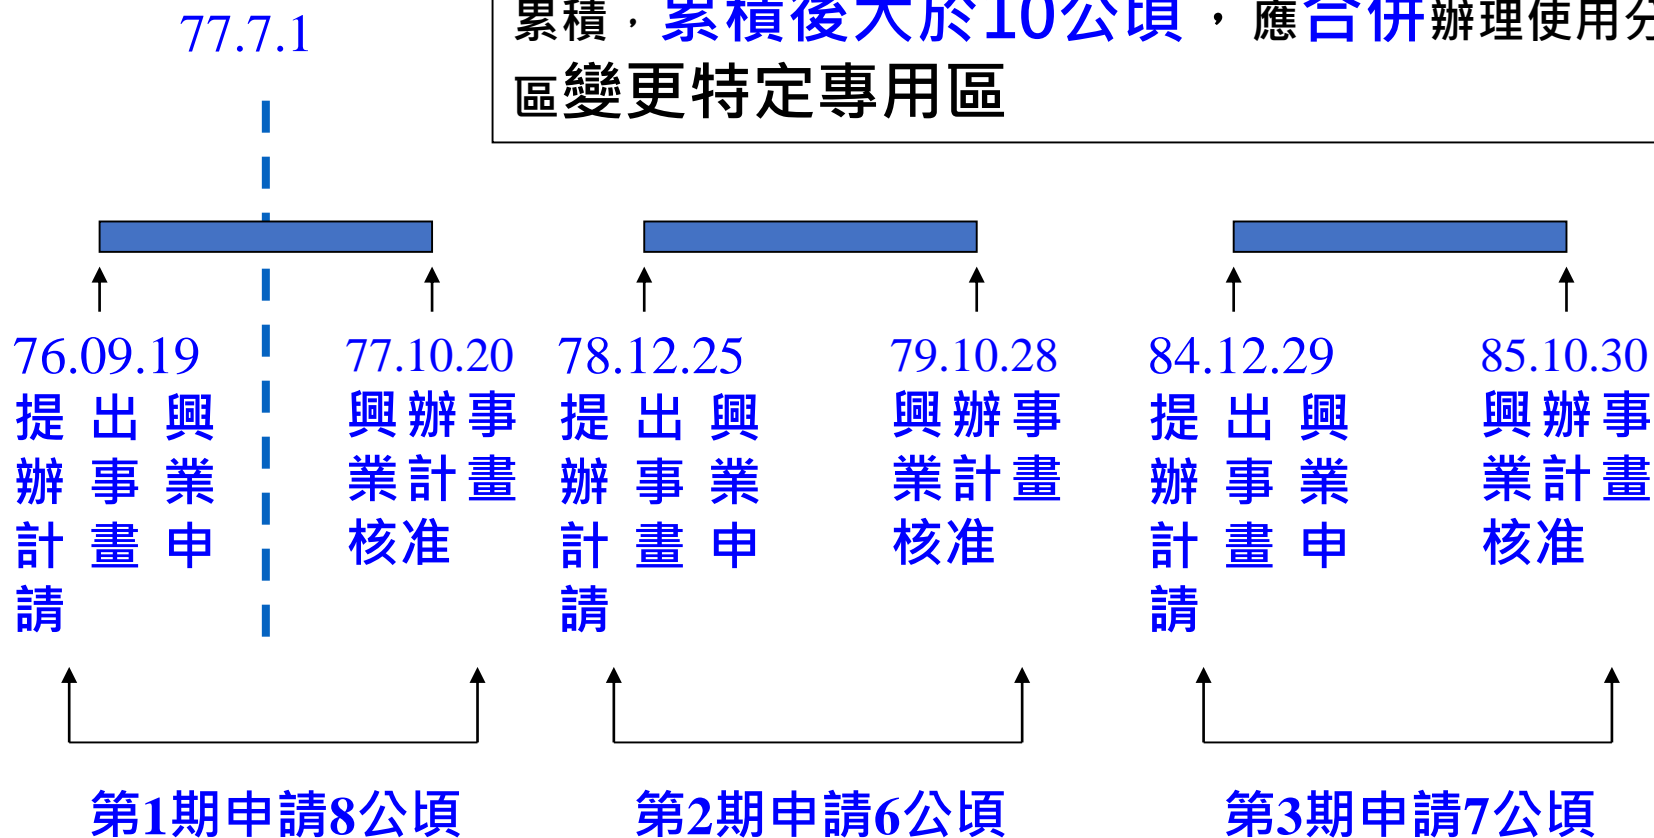 77.7.1
累積，累積後大於10公頃，應合併辦理使用分
區變更特定專用區
76.09.19
提出興
辦事業
計畫申
請
77.10.20
興辦事
業計畫
核准
78.12.25
提出興
辦事業
計畫申
請
79.10.28
興辦事
業計畫
核准
84.12.29
提出興
辦事業
計畫申
請
85.10.30
興辦事
業計畫
核准
第1期申請8公頃
第2期申請6公頃
第3期申請7公頃